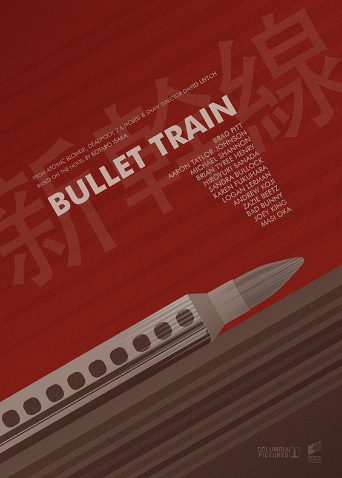 新幹線
FROM ATOMIC BLONDE, DEADPOOL 2 & HOBBS & SHAW DIRECTOR DAVID LEITCH
BASED ON THE NOVEL BY KOTARO ISAKA
BULLET TRAIN
BRAD PITT
AARON TAYLOR-JOHNSON
MICHAEL SHANNON
BRIAN TYREE HENRY
HIROYUKI SANADA
SANDRA BULLOCK
KAREN FUKUHARA
LOGAN LERMAN
ANDREW KOJI
ZAZIE BEETZ
BAD BUNNY
JOEY KING
MASI OKA
COLUMBIA
PICTURES